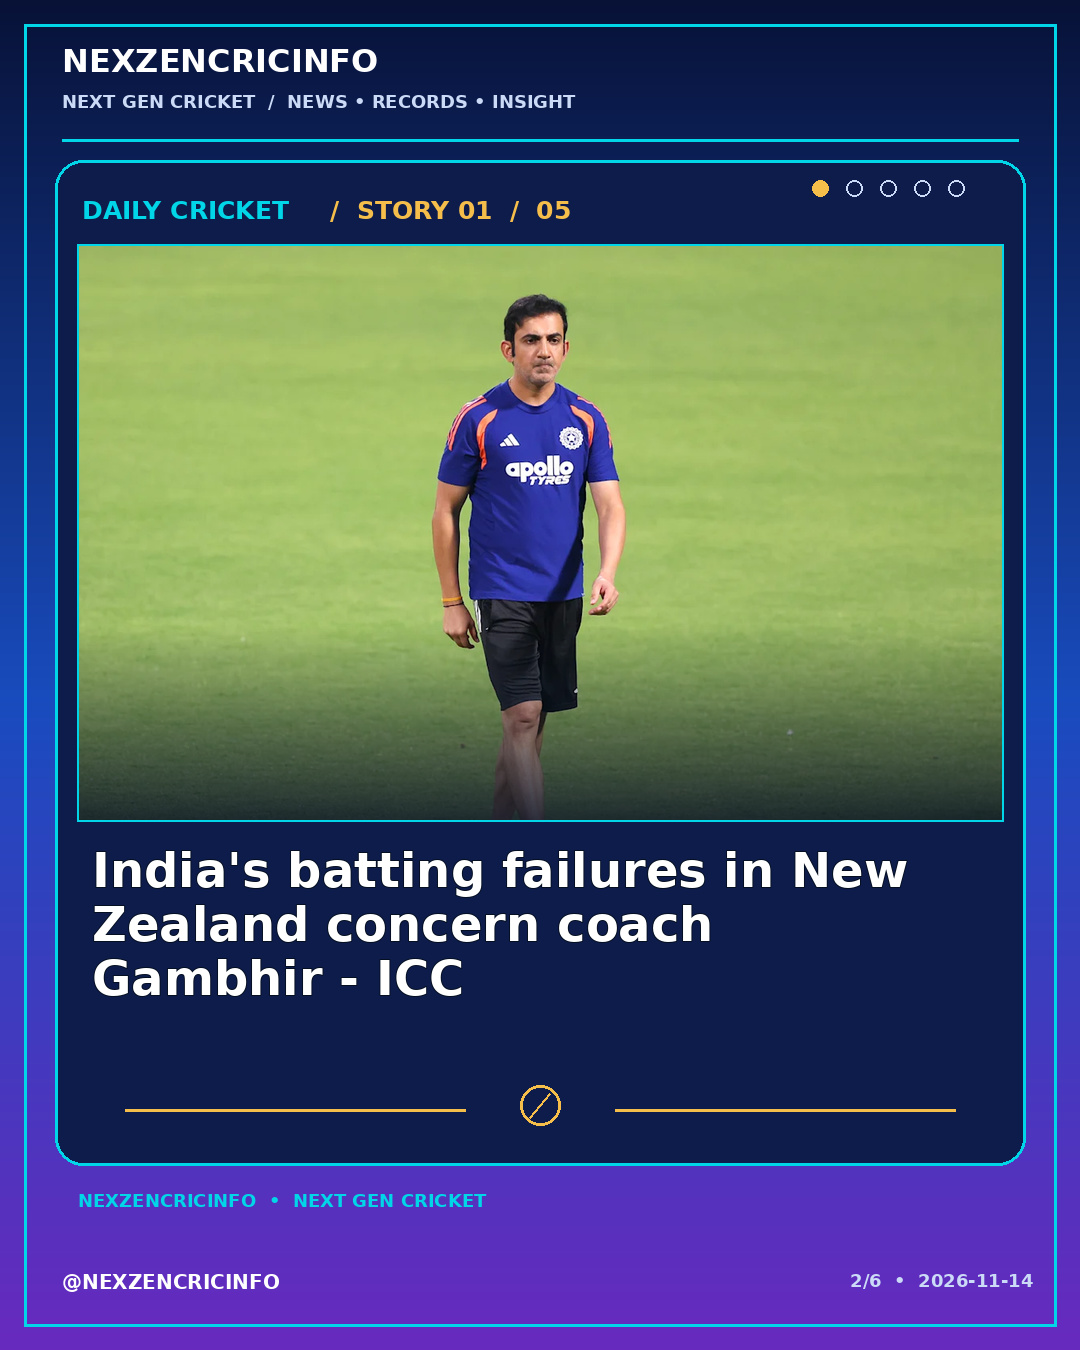 NEXZENCRICINFO
NEXT GEN CRICKET / NEWS • RECORDS • INSIGHT
DAILY CRICKET / STORY 01 / 05
apollo
TYRES
India's batting failures in New
Zealand concern coach
Gambhir - ICC
NEXZENCRICINFO • NEXT GEN CRICKET
@NEXZENCRICINFO
2/6 • 2026-11-14